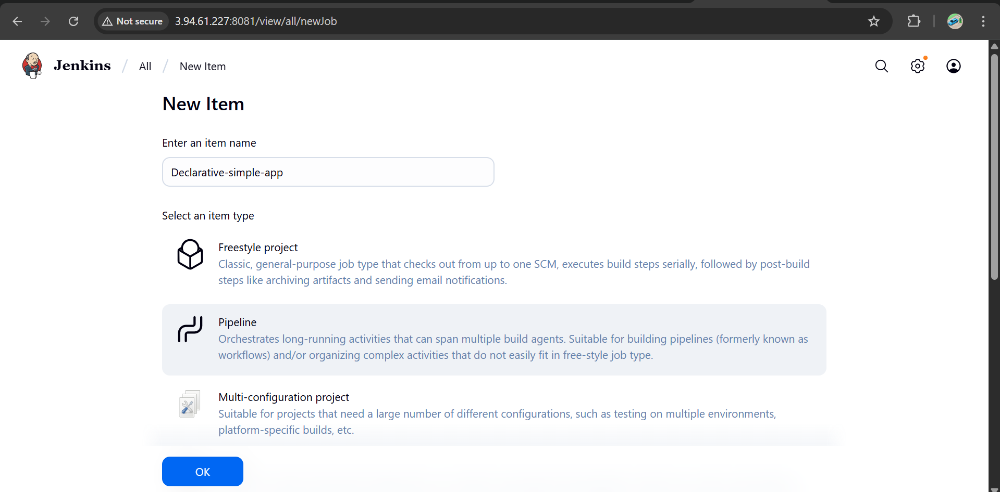 Not secure 3.94.61.227:8081/view/all/newJob
Jenkins / All / New Item
New Item
Enter an item name
Declarative-simple-app
Select an item type
Freestyle project
Classic, general-purpose job type that checks out from up to one SCM, executes build steps serially, followed by post-build
steps like archiving artifacts and sending email notifications.
Pipeline
Orchestrates long-running activities that can span multiple build agents. Suitable for building pipelines (formerly known as
workflows) and/or organizing complex activities that do not easily fit in free-style job type.
Multi-configuration project
Suitable for projects that need a large number of different configurations, such as testing on multiple environments,
platform-specific builds, etc.
OK